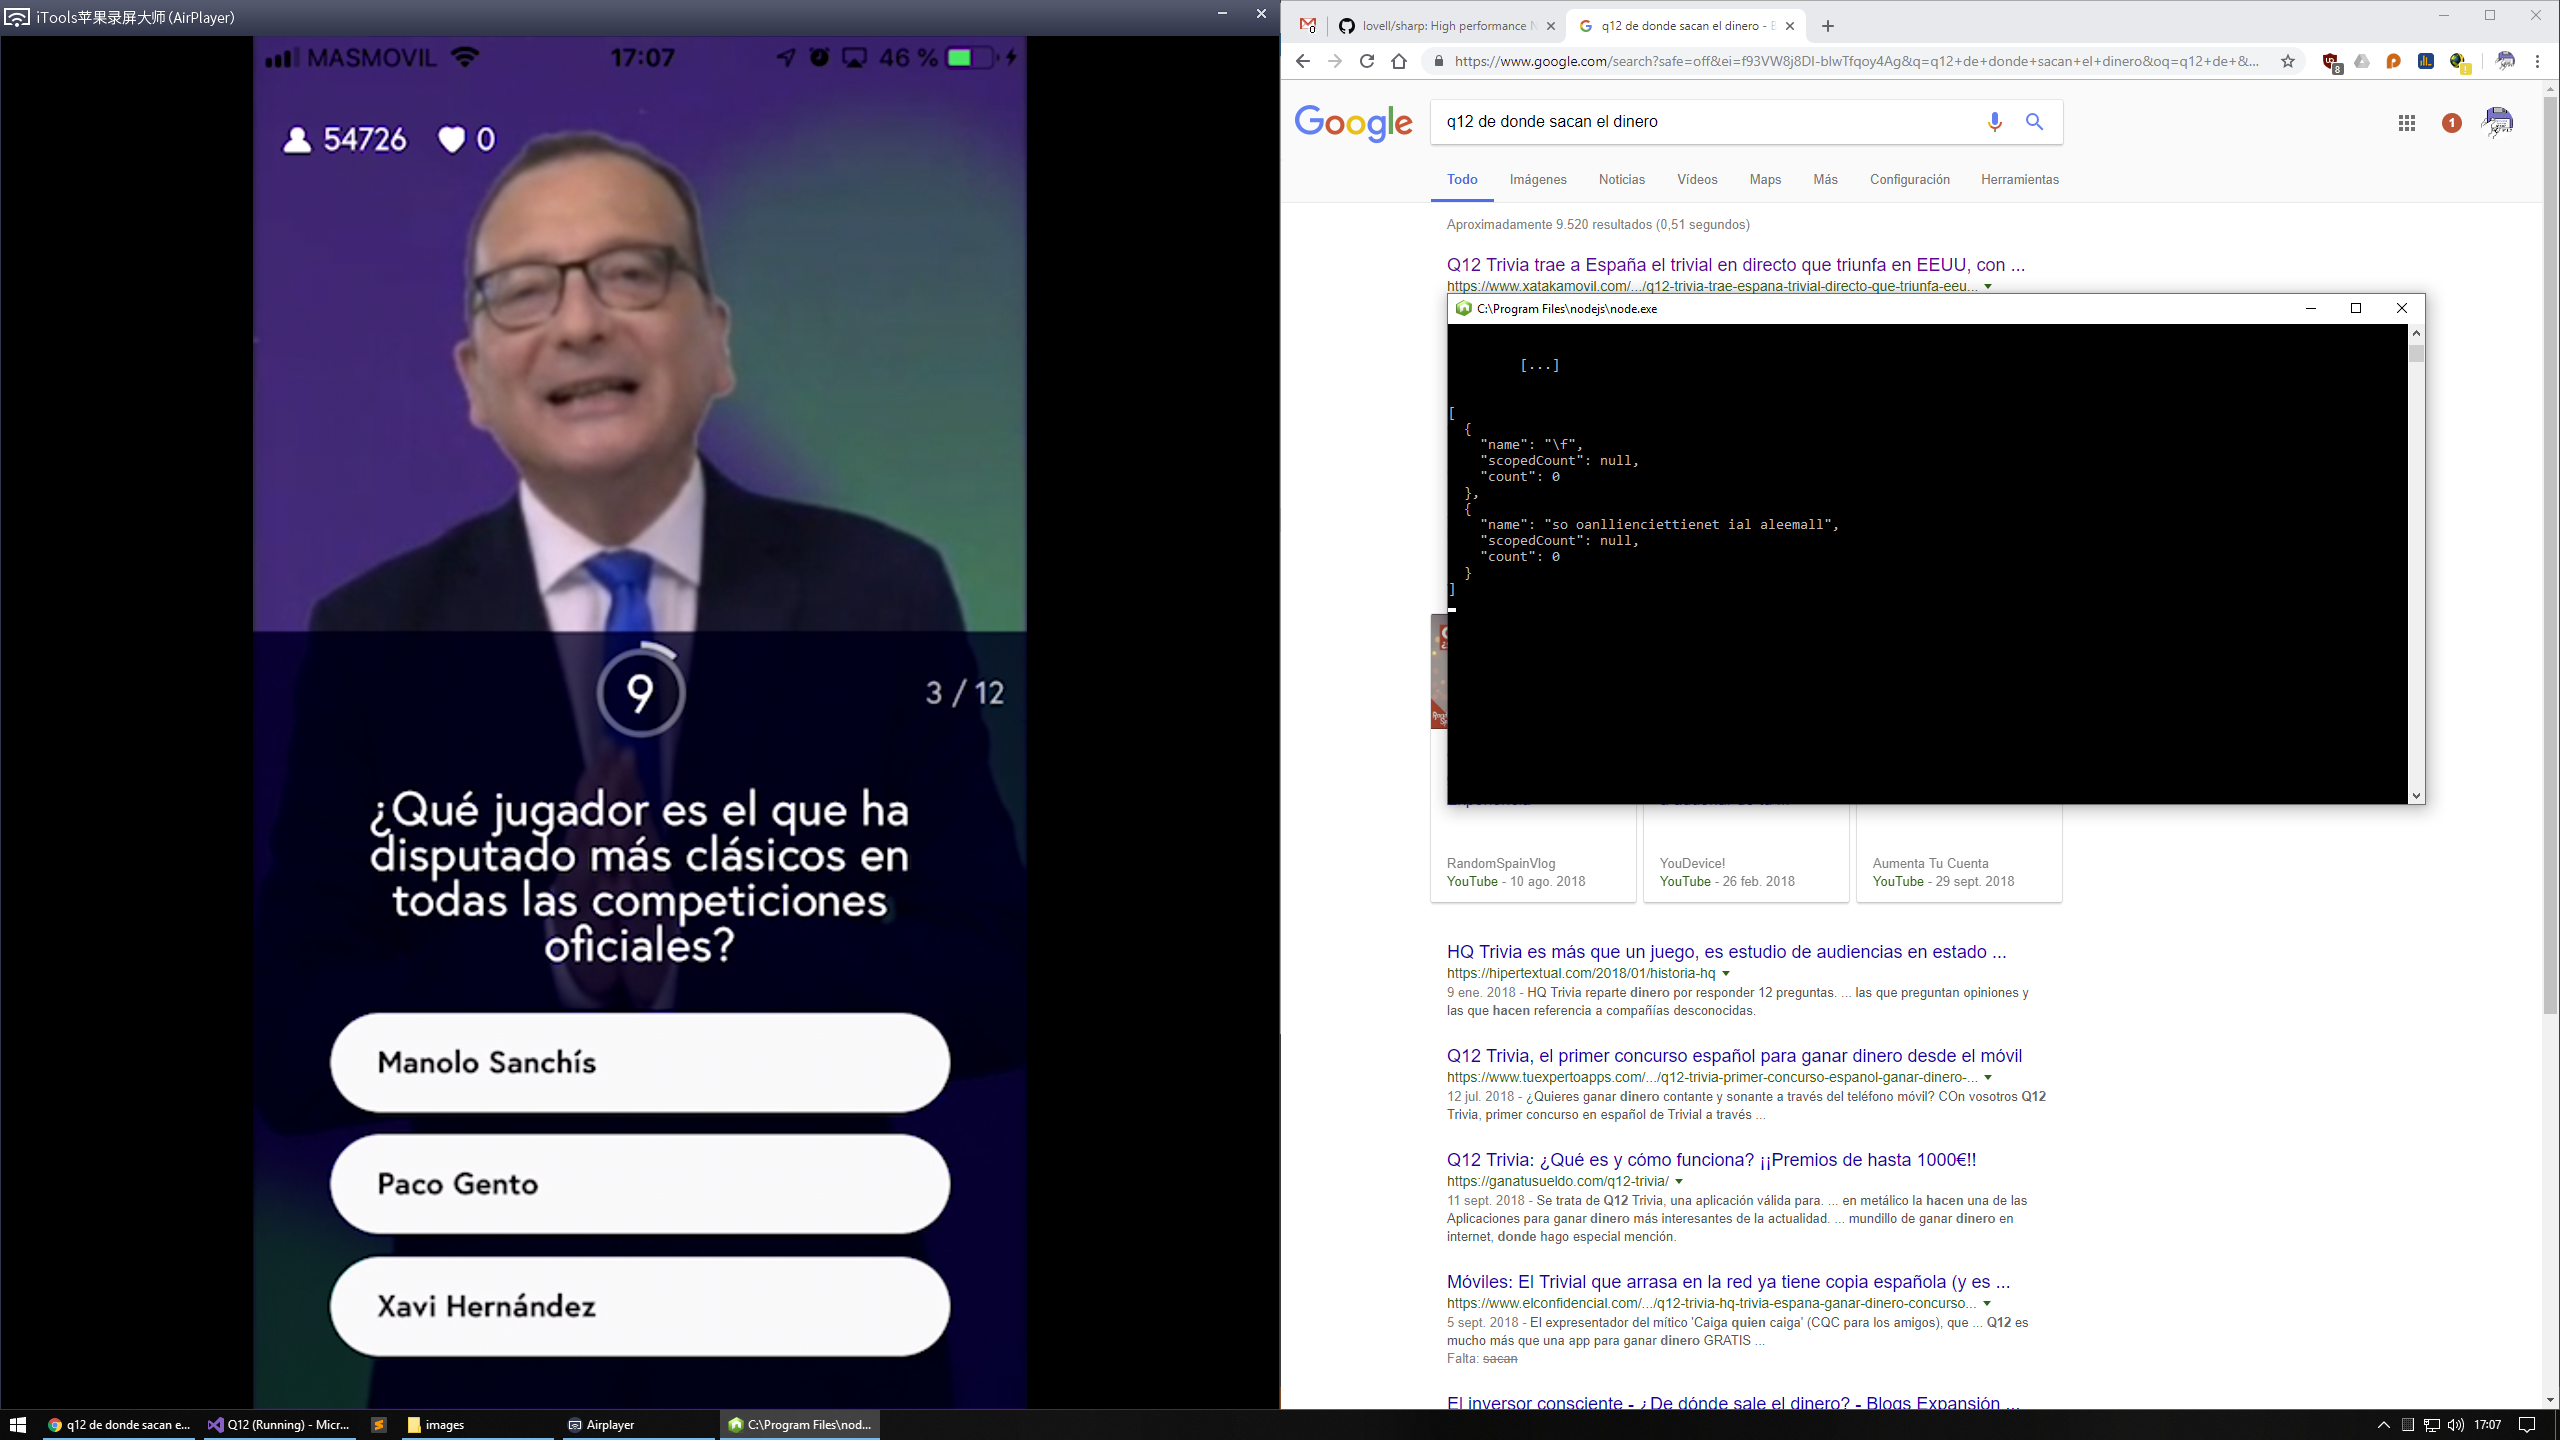 iTools苹果录屏大师(AirPlayer)
MASMOVIL
17:07
46 %
54726
0
9
3 / 12
¿Qué jugador es el que ha
disputado más clásicos en
todas las competiciones
oficiales?
Manolo Sanchís
Paco Gento
Xavi Hernández
lovell/sharp: High performance N
q12 de donde sacan el dinero - B
https://www.google.com/search?safe=off&ei=f93VW8j8DI-blwTfqoy4Ag&q=q12+de+donde+sacan+el+dinero&oq=q12+de+&...
8
Google
q12 de donde sacan el dinero
1
Todo
Imágenes
Noticias
Vídeos
Maps
Más
Configuración
Herramientas
Aproximadamente 9.520 resultados (0,51 segundos)
Q12 Trivia trae a España el trivial en directo que triunfa en EEUU, con ...
https://www.xatakamovil.com/.../q12-trivia-trae-espana-trivial-directo-que-triunfa-eeu...
C:\Program Files\nodejs\node.exe
[...]
[
{
"name": "\f",
"scopedCount": null,
"count": 0
},
{
"name": "so oanllienciettienet ial aleemall",
"scopedCount": null,
"count": 0
}
]
RandomSpainVlog
YouTube - 10 ago. 2018
YouDevice!
YouTube - 26 feb. 2018
Aumenta Tu Cuenta
YouTube - 29 sept. 2018
HQ Trivia es más que un juego, es estudio de audiencias en estado ...
https://hipertextual.com/2018/01/historia-hq
9 ene. 2018 - HQ Trivia reparte dinero por responder 12 preguntas. ... las que preguntan opiniones y
las que hacen referencia a compañías desconocidas.
Q12 Trivia, el primer concurso español para ganar dinero desde el móvil
https://www.tuexpertoapps.com/.../q12-trivia-primer-concurso-espanol-ganar-dinero-...
12 jul. 2018 - ¿Quieres ganar dinero contante y sonante a través del teléfono móvil? COn vosotros Q12
Trivia, primer concurso en español de Trivial a través ...
Q12 Trivia: ¿Qué es y cómo funciona? ¡¡Premios de hasta 1000€!!
https://ganatusueldo.com/q12-trivia/
11 sept. 2018 - Se trata de Q12 Trivia, una aplicación válida para. ... en metálico la hacen una de las
Aplicaciones para ganar dinero más interesantes de la actualidad. ... mundillo de ganar dinero en
internet, donde hago especial mención.
Móviles: El Trivial que arrasa en la red ya tiene copia española (y es ...
https://www.elconfidencial.com/.../q12-trivia-hq-trivia-espana-ganar-dinero-concurso...
5 sept. 2018 - El expresentador del mítico 'Caiga quien caiga' (CQC para los amigos), que ... Q12 es
mucho más que una app para ganar dinero GRATIS ...
Falta: sacan
El inversor consciente - ¿De dónde sale el dinero? - Blogs Expansión ...
q12 de donde sacan e...
Q12 (Running) - Micr...
images
Airplayer
C:\Program Files\nod...
17:07